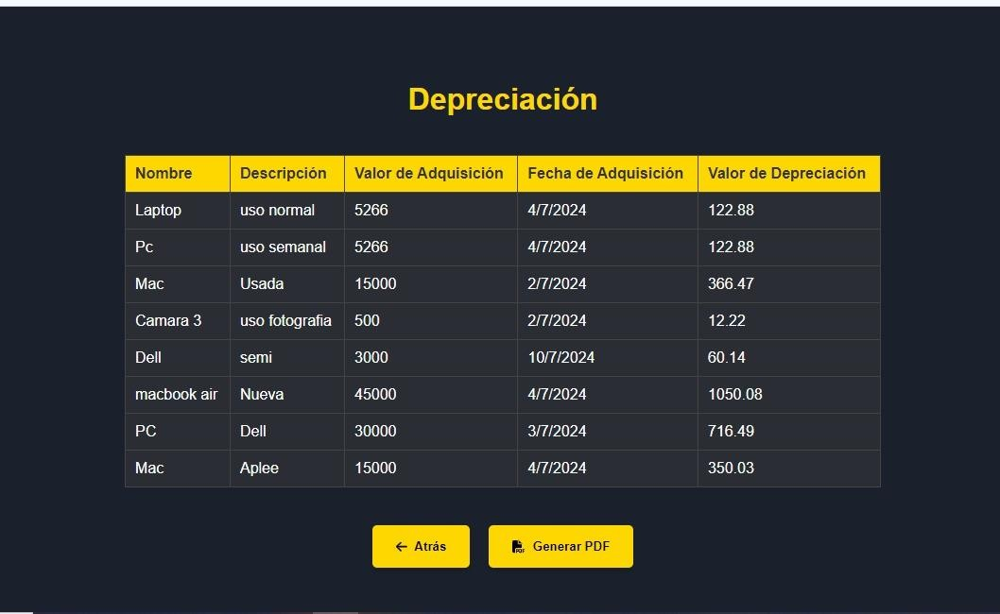 Depreciación
Nombre Descripción Valor de Adquisición Fecha de Adquisición Valor de Depreciación
Laptop uso normal 5266 4/7/2024 122.88
Pc uso semanal 5266 4/7/2024 122.88
Mac Usada 15000 2/7/2024 366.47
Camara 3 uso fotografia 500 2/7/2024 12.22
Dell semi 3000 10/7/2024 60.14
macbook air Nueva 45000 4/7/2024 1050.08
PC Dell 30000 3/7/2024 716.49
Mac Aplee 15000 4/7/2024 350.03
Atrás Generar PDF